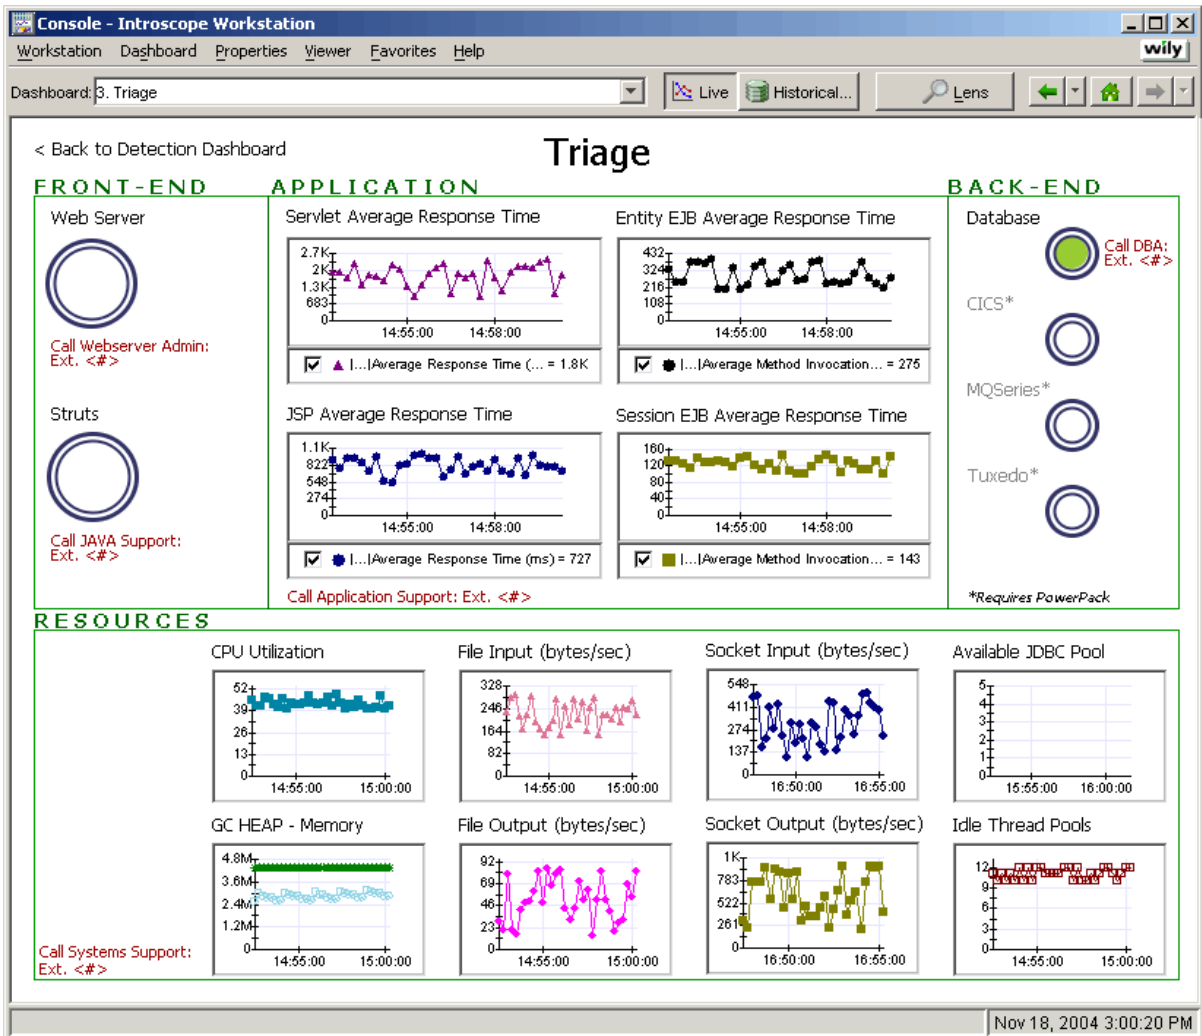 Console - Introscope Workstation
Workstation Dashboard Properties Viewer Favorites Help
wily
Dashboard: 3. Triage
Live
Historical...
Lens
< Back to Detection Dashboard
Triage
FRONT-END
APPLICATION
BACK-END
Web Server
Call Webserver Admin:
Ext. <#>
Struts
Call JAVA Support:
Ext. <#>
Servlet Average Response Time
2.7K
2K
1.3K
683
0
14:55:00 14:58:00
|...|Average Response Time (... = 1.8K
Entity EJB Average Response Time
432
324
216
108
0
14:55:00 14:58:00
|...|Average Method Invocation... = 275
JSP Average Response Time
1.1K
822
548
274
0
14:55:00 14:58:00
|...|Average Response Time (ms) = 727
Session EJB Average Response Time
160
120
80
40
0
14:55:00 14:58:00
|...|Average Method Invocation... = 143
Call Application Support: Ext. <#>
Database
Call DBA:
Ext. <#>
CICS*
MQSeries*
Tuxedo*
*Requires PowerPack
RESOURCES
CPU Utilization
52
39
26
13
0
14:55:00 15:00:00
File Input (bytes/sec)
328
246
164
82
0
14:55:00 15:00:00
Socket Input (bytes/sec)
548
411
274
137
0
16:50:00 16:55:00
Available JDBC Pool
5
4
3
2
1
0
15:55:00 16:00:00
GC HEAP - Memory
4.8M
3.6M
2.4M
1.2M
0
14:55:00 15:00:00
File Output (bytes/sec)
92
69
46
23
0
14:55:00 15:00:00
Socket Output (bytes/sec)
1K
783
522
261
0
16:50:00 16:55:00
Idle Thread Pools
12
9
6
3
0
14:55:00 15:00:00
Call Systems Support:
Ext. <#>
Nov 18, 2004 3:00:20 PM